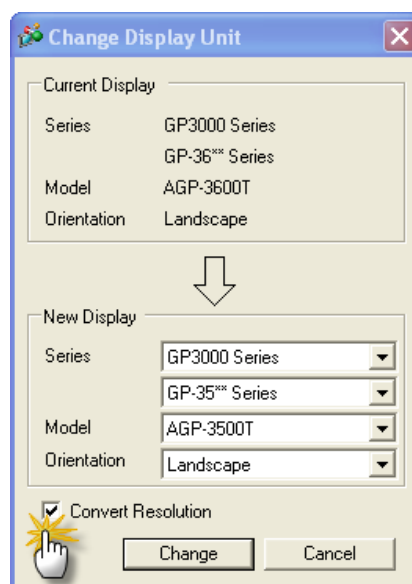 Change Display Unit
Current Display
Series GP3000 Series
GP-36** Series
Model AGP-3600T
Orientation Landscape
New Display
Series GP3000 Series
GP-35** Series
Model AGP-3500T
Orientation Landscape
Convert Resolution
Change Cancel